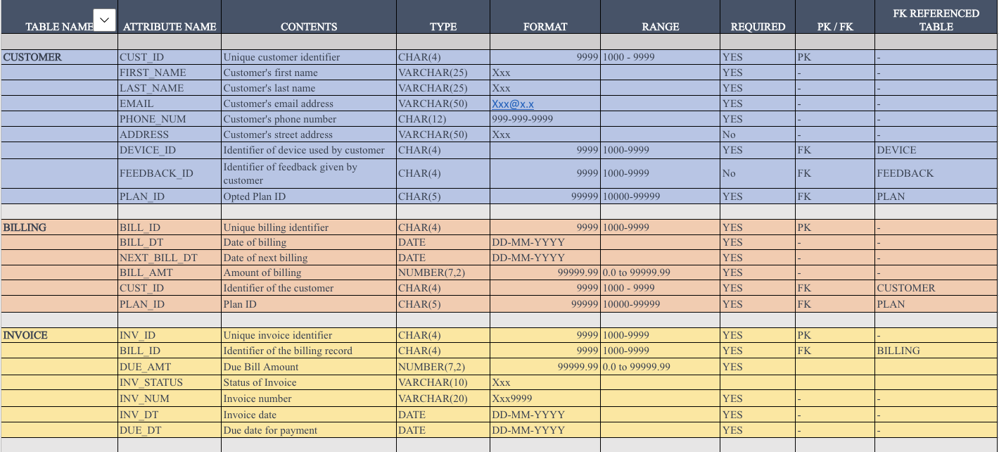 TABLE NAME ATTRIBUTE NAME CONTENTS TYPE FORMAT RANGE REQUIRED PK / FK FK REFERENCED TABLE
CUSTOMER CUST_ID Unique customer identifier CHAR(4) 9999 1000 - 9999 YES PK -
FIRST_NAME Customer's first name VARCHAR(25) Xxx YES - -
LAST_NAME Customer's last name VARCHAR(25) Xxx YES - -
EMAIL Customer's email address VARCHAR(50) Xxx@x.x YES - -
PHONE_NUM Customer's phone number CHAR(12) 999-999-9999 YES - -
ADDRESS Customer's street address VARCHAR(50) Xxx No - -
DEVICE_ID Identifier of device used by customer CHAR(4) 9999 1000-9999 YES FK DEVICE
FEEDBACK_ID Identifier of feedback given by customer CHAR(4) 9999 1000-9999 No FK FEEDBACK
PLAN_ID Opted Plan ID CHAR(5) 99999 10000-99999 YES FK PLAN
BILLING BILL_ID Unique billing identifier CHAR(4) 9999 1000-9999 YES PK -
BILL_DT Date of billing DATE DD-MM-YYYY YES - -
NEXT_BILL_DT Date of next billing DATE DD-MM-YYYY YES - -
BILL_AMT Amount of billing NUMBER(7,2) 99999.99 0.0 to 99999.99 YES - -
CUST_ID Identifier of the customer CHAR(4) 9999 1000 - 9999 YES FK CUSTOMER
PLAN_ID Plan ID CHAR(5) 99999 10000-99999 YES FK PLAN
INVOICE INV_ID Unique invoice identifier CHAR(4) 9999 1000-9999 YES PK -
BILL_ID Identifier of the billing record CHAR(4) 9999 1000-9999 YES FK BILLING
DUE_AMT Due Bill Amount NUMBER(7,2) 99999.99 0.0 to 99999.99 YES
INV_STATUS Status of Invoice VARCHAR(10) Xxx
INV_NUM Invoice number VARCHAR(20) Xxx9999 YES - -
INV_DT Invoice date DATE DD-MM-YYYY YES - -
DUE_DT Due date for payment DATE DD-MM-YYYY YES - -